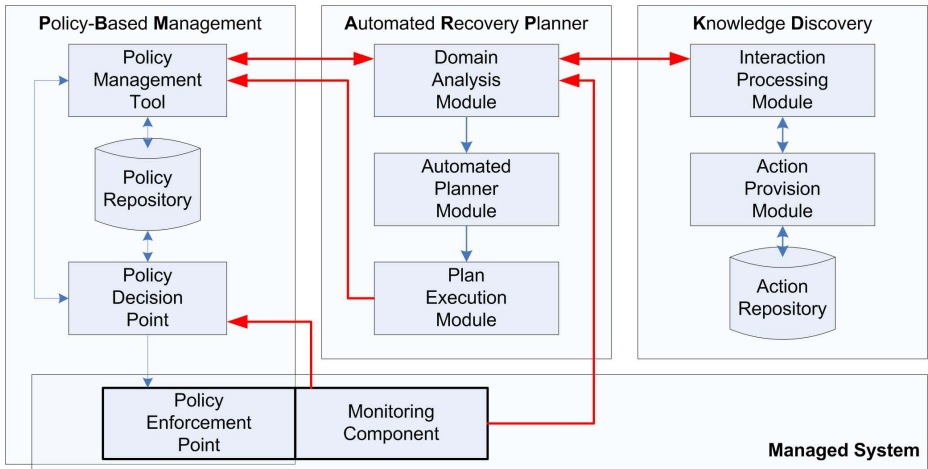 Policy-Based Management
Policy
Management
Tool
Policy
Repository
Policy
Decision
Point
Policy
Enforcement
Point
Automated Recovery Planner
Domain
Analysis
Module
Automated
Planner
Module
Plan
Execution
Module
Monitoring
Component
Knowledge Discovery
Interaction
Processing
Module
Action
Provision
Module
Action
Repository
Managed System